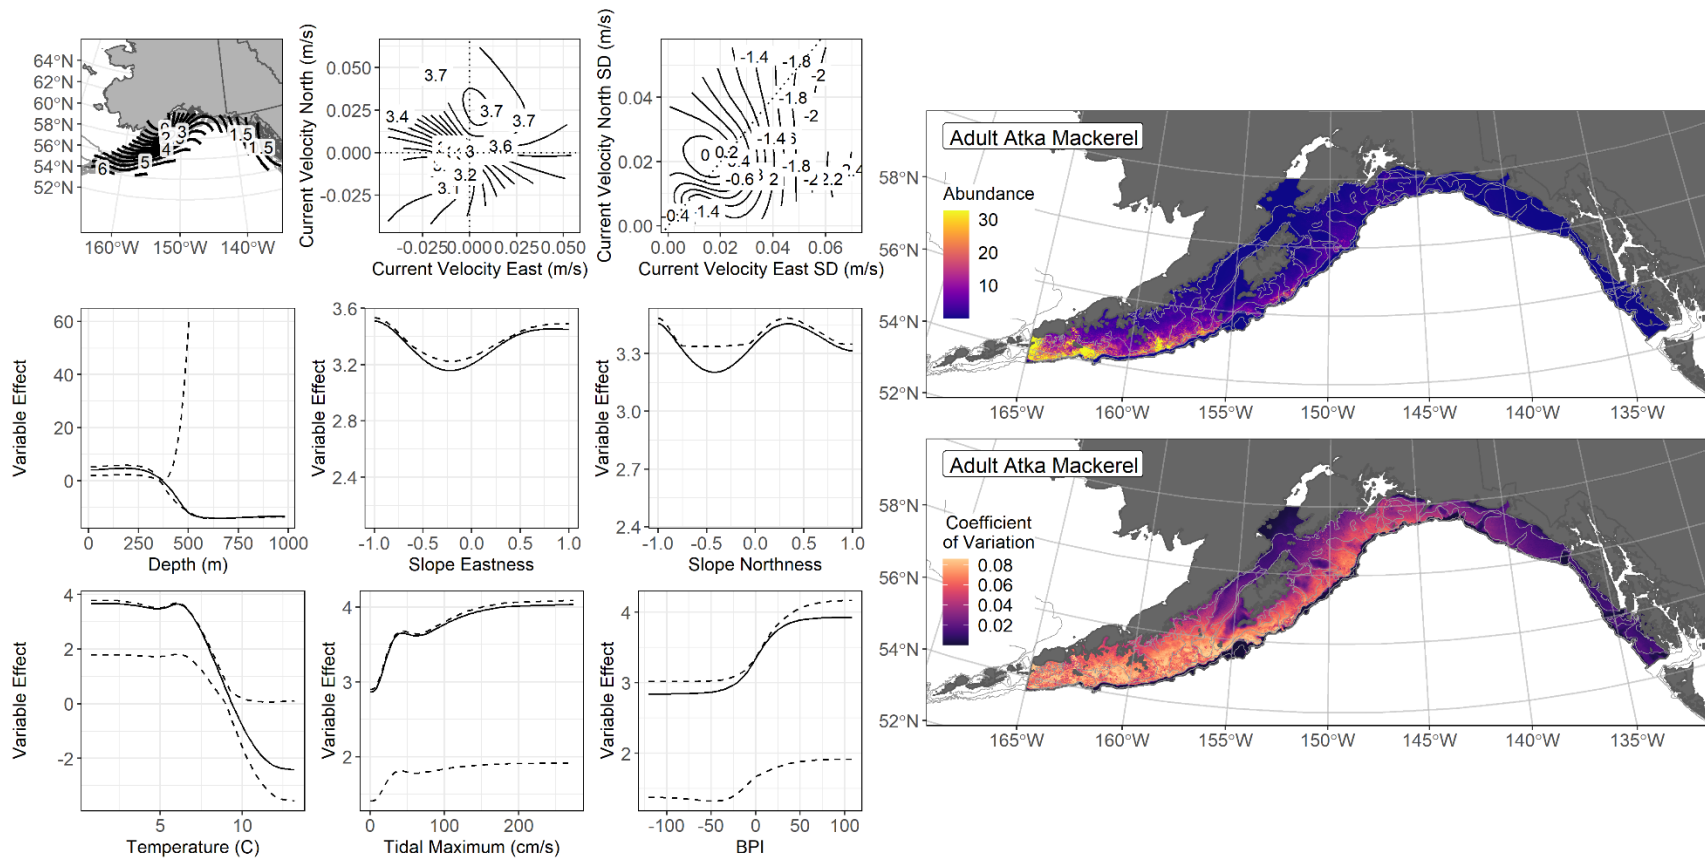 64°N
62°N
60°N
58°N
56°N
54°N
52°N
160°W 150°W 140°W
3
2
4
5
6
1.5
1.5
Current Velocity North (m/s)
0.050
0.025
0.000
-0.025
3.7
3.7
3.7
3.4
3.6
3.2
Current Velocity East (m/s)
Current Velocity North SD (m/s)
0.04
0.02
0.00
-1.4
-1.8
-2
-1.8
-2
-1.4
0
0.2
-1.8
-0.6
-0.4
1.4
0.00 0.02 0.04 0.06
Current Velocity East SD (m/s)
Variable Effect
60
40
20
0
0 250 500 750 1000
Depth (m)
Variable Effect
3.6
3.2
2.8
2.4
-1.0 -0.5 0.0 0.5 1.0
Slope Eastness
Variable Effect
3.3
3.0
2.7
2.4
-1.0 -0.5 0.0 0.5 1.0
Slope Northness
Variable Effect
4
2
0
-2
5 10
Temperature (C)
Variable Effect
4
3
2
0 100 200
Tidal Maximum (cm/s)
Variable Effect
4
3
2
-100 -50 0 50 100
BPI
Adult Atka Mackerel
Abundance
30
20
10
58°N
56°N
54°N
52°N
165°W 160°W 155°W 150°W 145°W 140°W 135°W
Adult Atka Mackerel
Coefficient
of Variation
0.08
0.06
0.04
0.02
58°N
56°N
54°N
52°N
165°W 160°W 155°W 150°W 145°W 140°W 135°W